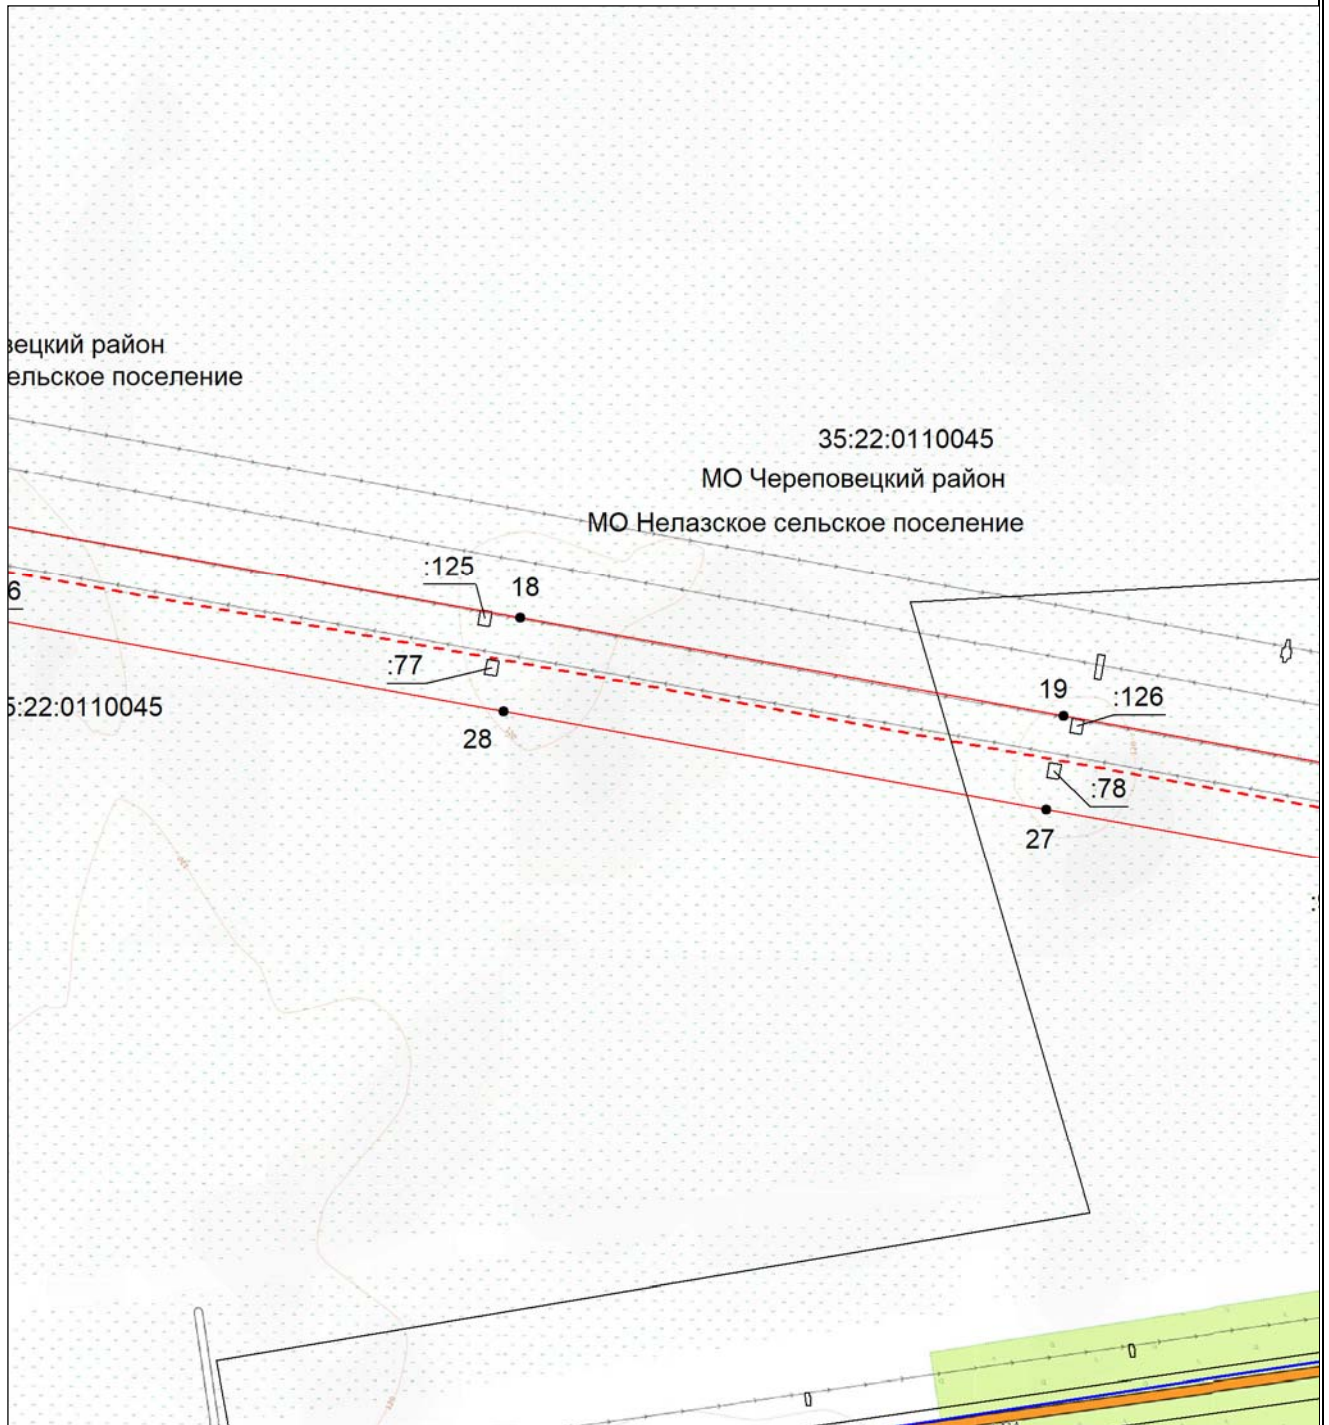 вецкий район
ельское поселение
35:22:0110045
МО Череповецкий район
МО Нелазское сельское поселение
:125
18
6
:77
19
:126
5:22:0110045
28
:78
27